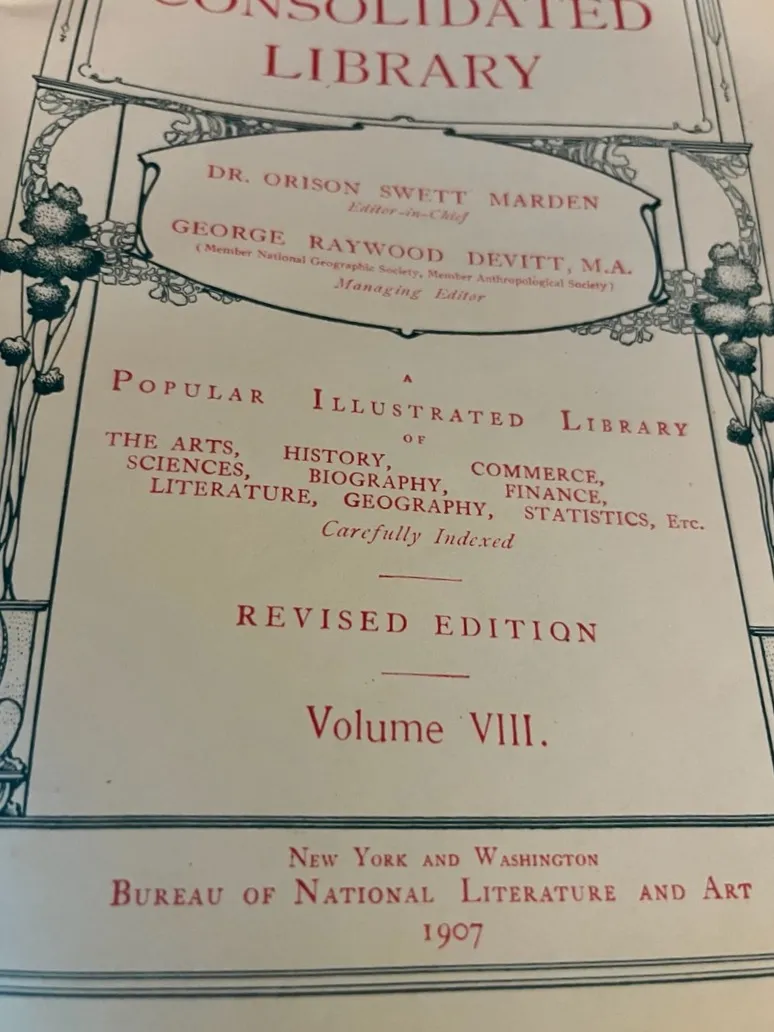 CONSOLIDATED
LIBRARY
DR. ORISON SWETT MARDEN
Editor-in-Chief
GEORGE RAYWOOD DEVITT, M.A.
(Member National Geographic Society, Member Anthropological Society)
Managing Editor
A
POPULAR ILLUSTRATED LIBRARY
OF
THE ARTS, HISTORY, COMMERCE,
SCIENCES, BIOGRAPHY, FINANCE,
LITERATURE, GEOGRAPHY, STATISTICS, ETC.
Carefully Indexed
REVISED EDITION
Volume VIII.
NEW YORK AND WASHINGTON
BUREAU OF NATIONAL LITERATURE AND ART
1907